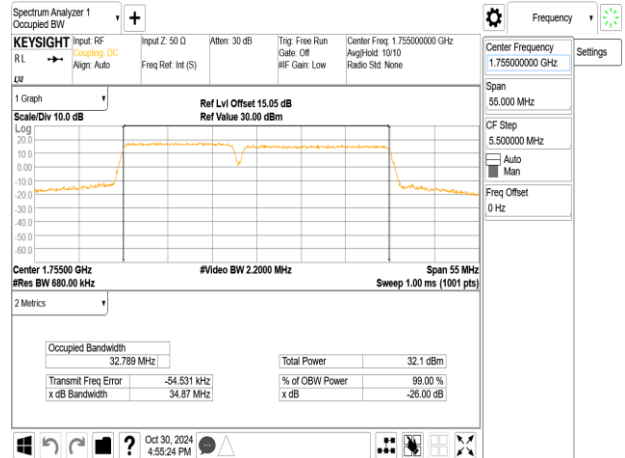 Spectrum Analyzer 1
Occupied BW
Frequency
KEYSIGHT
Input: RF
Input Z: 50 Ω
Atten: 30 dB
Trig: Free Run
Center Freq: 1.755000000 GHz
RL
Coupling: DC
Gate: Off
Avg|Hold: 10/10
Align: Auto
Freq Ref: Int (S)
#IF Gain: Low
Radio Std: None
Center Frequency
1.755000000 GHz
Settings
Span
55.000 MHz
CF Step
5.500000 MHz
Auto
Man
Freq Offset
0 Hz
1 Graph
Ref Lvl Offset 15.05 dB
Scale/Div 10.0 dB
Ref Value 30.00 dBm
Log
20.0
10.0
0.00
-10.0
-20.0
-30.0
-40.0
-50.0
-60.0
Center 1.75500 GHz
#Video BW 2.2000 MHz
Span 55 MHz
#Res BW 680.00 kHz
Sweep 1.00 ms (1001 pts)
2 Metrics
Occupied Bandwidth
32.789 MHz
Total Power
32.1 dBm
Transmit Freq Error
-54.531 kHz
% of OBW Power
99.00 %
x dB Bandwidth
34.87 MHz
x dB
-26.00 dB
?
Oct 30, 2024
4:55:24 PM